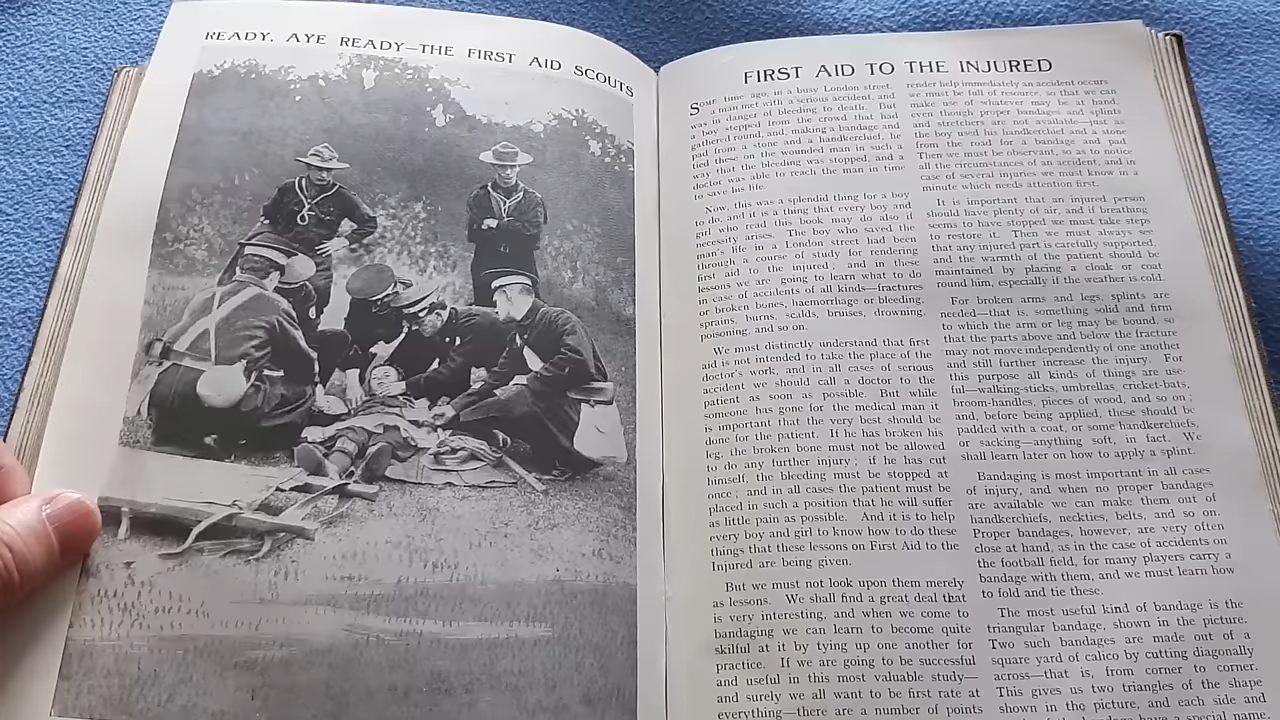 READY, AYE READY—THE FIRST AID SCOUTS
FIRST AID TO THE INJURED
Some time ago, in a busy London street,
a man met with a serious accident, and
was in danger of bleeding to death. But
a boy stepped from the crowd that had
gathered round, and, making a bandage and
pad from a stone and a handkerchief, he
tied these on the wounded man in such a
way that the bleeding was stopped, and a
doctor was able to reach the man in time
to save his life.
Now, this was a splendid thing for a boy
to do, and it is a thing that every boy and
girl who read this book may do also if
necessity arises. The boy who saved the
man's life in a London street had been
through a course of study for rendering
first aid to the injured; and in these
lessons we are going to learn what to do
in case of accidents of all kinds—fractures
or broken bones, haemorrhage or bleeding,
sprains, burns, scalds, bruises, drowning,
poisoning, and so on.
We must distinctly understand that first
aid is not intended to take the place of the
doctor's work, and in all cases of serious
accident we should call a doctor to the
patient as soon as possible. But while
someone has gone for the medical man it
is important that the very best should be
done for the patient. If he has broken his
leg, the broken bone must not be allowed
to do any further injury; if he has cut
himself, the bleeding must be stopped at
once; and in all cases the patient must be
placed in such a position that he will suffer
as little pain as possible. And it is to help
every boy and girl to know how to do these
things that these lessons on First Aid to the
Injured are being given.
But we must not look upon them merely
as lessons. We shall find a great deal that
is very interesting, and when we come to
bandaging we can learn to become quite
skilful at it by tying up one another for
practice. If we are going to be successful
and useful in this most valuable study—
and surely we all want to be first rate at
everything—there are a number of points
render help immediately an accident occurs
we must be full of resource, so that we can
make use of whatever may be at hand,
even though proper bandages and splints
and stretchers are not available—just as
the boy used his handkerchief and a stone
from the road for a bandage and pad.
Then we must be observant, so as to notice
all the circumstances of an accident, and in
case of several injuries we must know in a
minute which needs attention first.
It is important that an injured person
should have plenty of air, and if breathing
seems to have stopped we must take steps
to restore it. Then we must always see
that any injured part is carefully supported,
and the warmth of the patient should be
maintained by placing a cloak or coat
round him, especially if the weather is cold.
For broken arms and legs, splints are
needed—that is, something solid and firm
to which the arm or leg may be bound, so
that the parts above and below the fracture
may not move independently of one another
and still further increase the injury. For
this purpose all kinds of things are use-
ful—walking-sticks, umbrellas, cricket-bats,
broom-handles, pieces of wood, and so on;
and, before being applied, these should be
padded with a coat, or some handkerchiefs,
or sacking—anything soft, in fact. We
shall learn later on how to apply a splint.
Bandaging is most important in all cases
of injury, and when no proper bandages
are available we can make them out of
handkerchiefs, neckties, belts, and so on.
Proper bandages, however, are very often
close at hand, as in the case of accidents on
the football field, for many players carry a
bandage with them, and we must learn how
to fold and tie these.
The most useful kind of bandage is the
triangular bandage, shown in the picture.
Two such bandages are made out of a
square yard of calico by cutting diagonally
across—that is, from corner to corner.
This gives us two triangles of the shape
shown in the picture, and each side and
have a special name